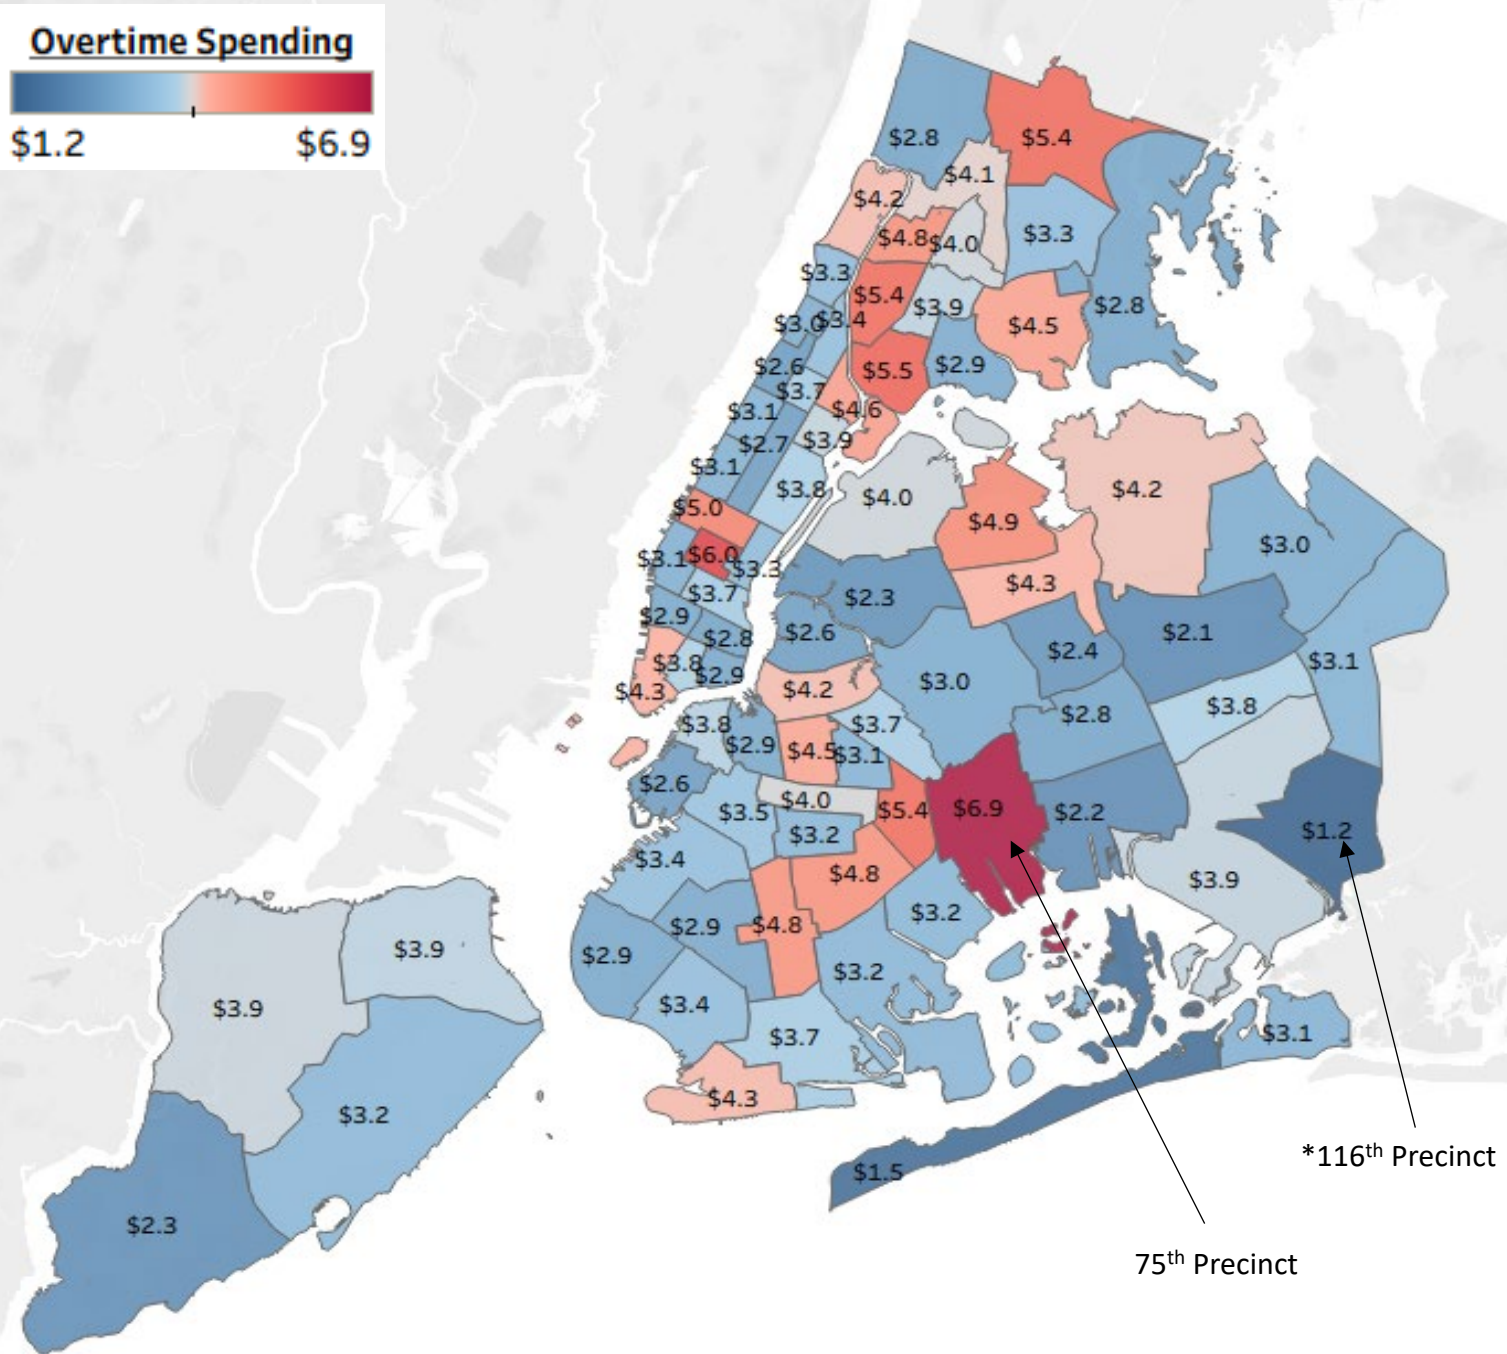 Overtime Spending
$1.2 $6.9
$2.8 $5.4
$4.1
$4.2
$4.8 $4.0 $3.3
$3.3
$5.4 $3.9 $2.8
$3.0 $3.4 $4.5
$2.6 $5.5 $2.9
$3.7
$3.1 $4.6
$2.7 $3.9
$3.1
$3.8 $4.0 $4.2
$5.0 $4.9
$3.1 $6.0 $3.3 $3.0
$3.7 $2.3 $4.3
$2.9
$2.8 $2.6 $2.1
$3.8 $2.4 $3.1
$2.9
$4.3 $4.2 $3.0
$3.8 $3.7 $2.8 $3.8
$2.9 $4.5 $3.1
$2.6
$3.5 $4.0 $5.4 $6.9 $2.2
$3.2 $1.2
$3.4
$4.8 $3.9
$2.9 $4.8 $3.2
$3.9 $2.9
$3.2
$3.9 $3.4
$3.7 $3.1
$3.2 $4.3
*116th Precinct
$1.5
$2.3
75th Precinct